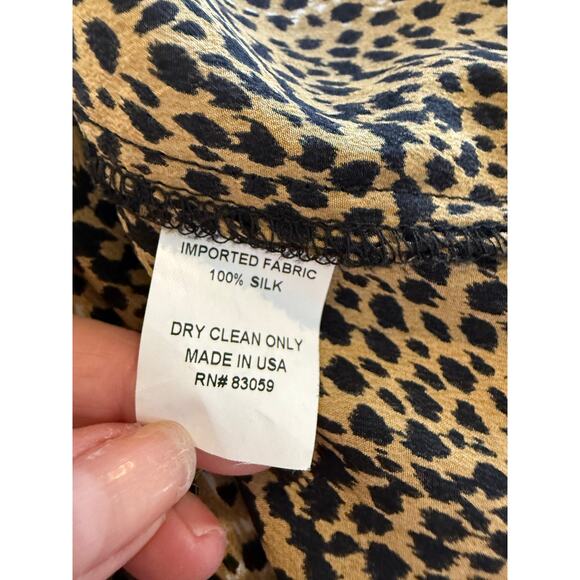 IMPORTED FABRIC
100% SILK
DRY CLEAN ONLY
MADE IN USA
RN# 83059